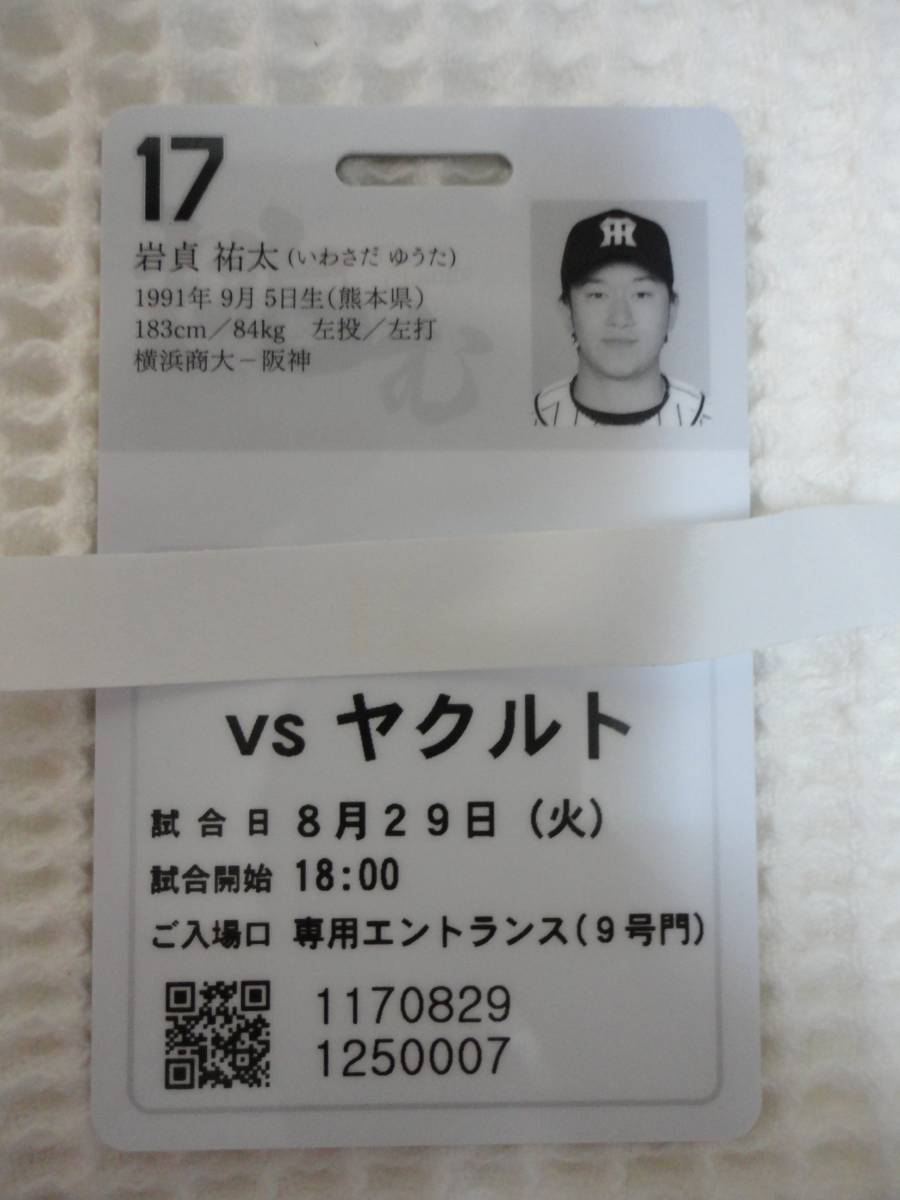 17
岩貞 祐太 (いわさだ ゆうた)
1991年 9月 5日生(熊本県)
183cm/84kg 左投/左打
横浜商大-阪神
む
vs ヤクルト
試合日 8月29日(火)
試合開始 18:00
ご入場口 専用エントランス(9号門)
1170829
1250007